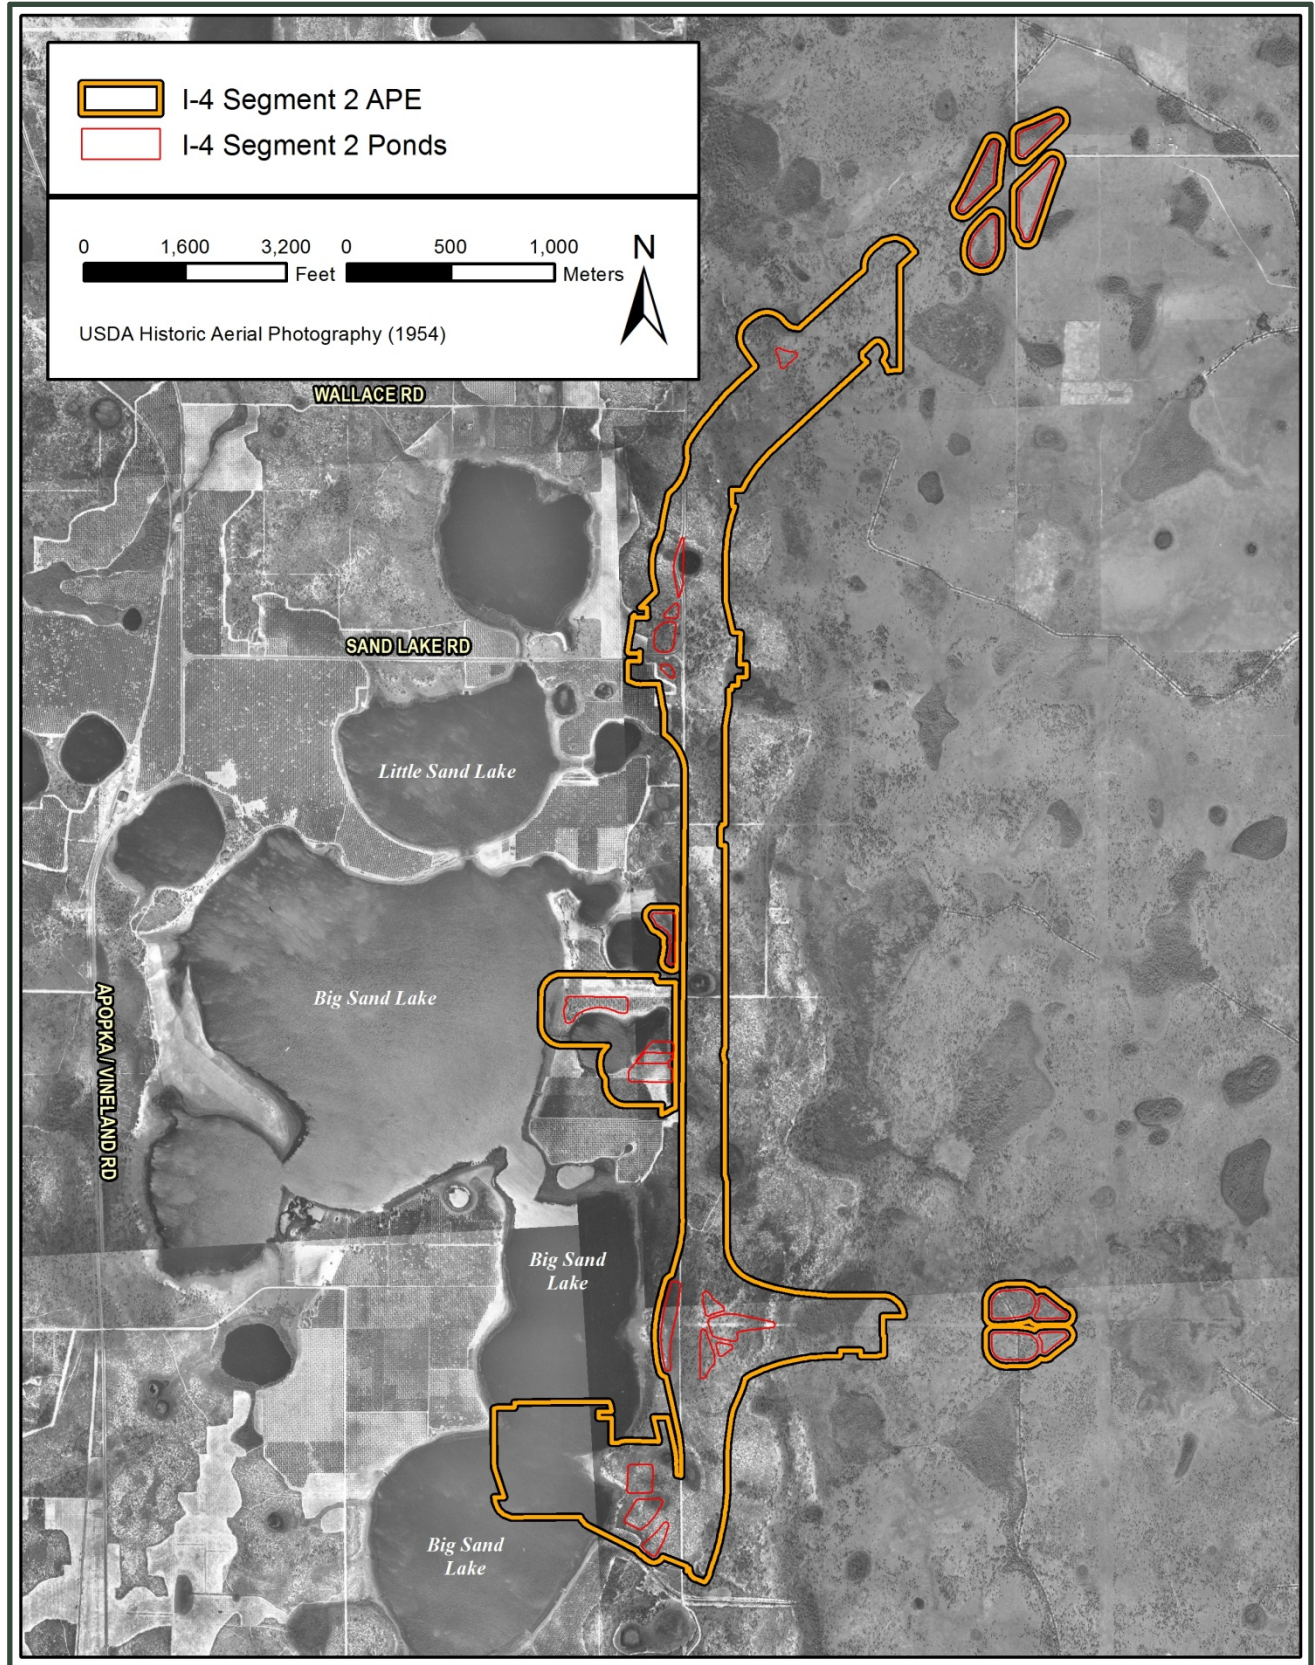 I-4 Segment 2 APE
I-4 Segment 2 Ponds
0 1,600 3,200 0 500 1,000 N
Feet Meters
USDA Historic Aerial Photography (1954)
WALLACE RD
SAND LAKE RD
Little Sand Lake
Big Sand Lake
APOPKA / VINELAND RD
Big Sand
Lake
Big Sand
Lake